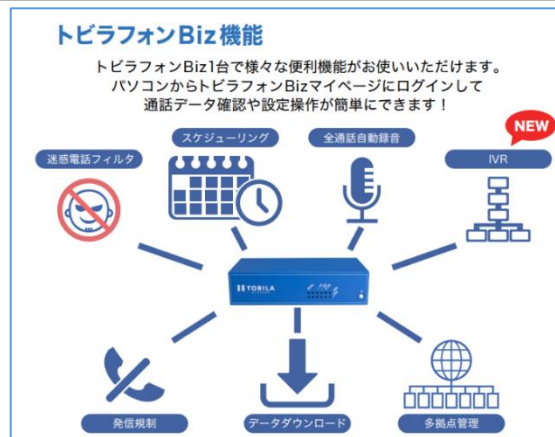 トビラフォンBiz機能
トビラフォンBiz1台で様々な便利機能がお使いいただけます。
パソコンからトビラフォンBizマイページにログインして
通話データ確認や設定操作が簡単にできます！
スケジューリング
全通話自動録音
NEW
迷惑電話フィルタ
IVR
TOBILA
発信規制
データダウンロード
多拠点管理